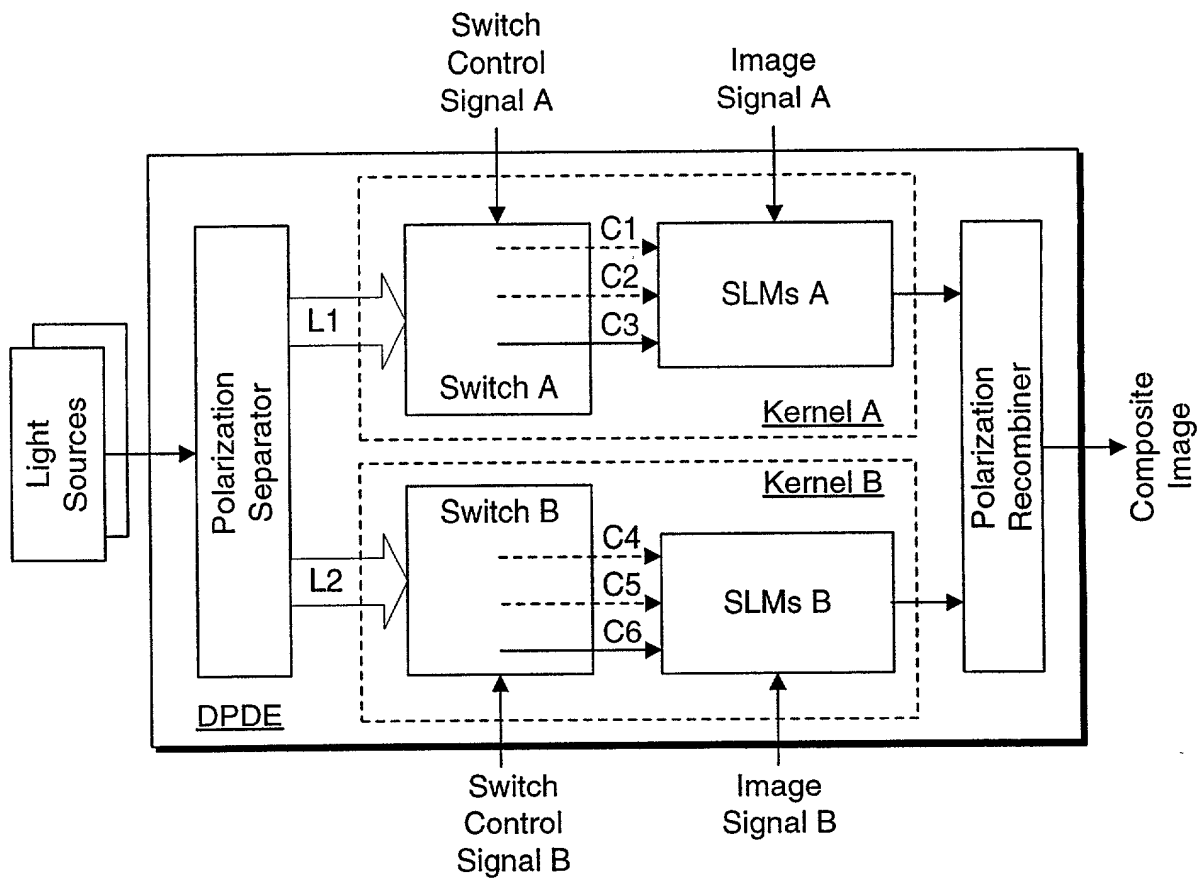 Switch
Control
Signal A
Image
Signal A
C1
C2
C3
L1
SLMs A
Switch A
Kernel A
Light
Sources
Polarization
Separator
Polarization
Recombiner
Composite
Image
Kernel B
Switch B
C4
C5
C6
L2
SLMs B
DPDE
Switch
Control
Signal B
Image
Signal B